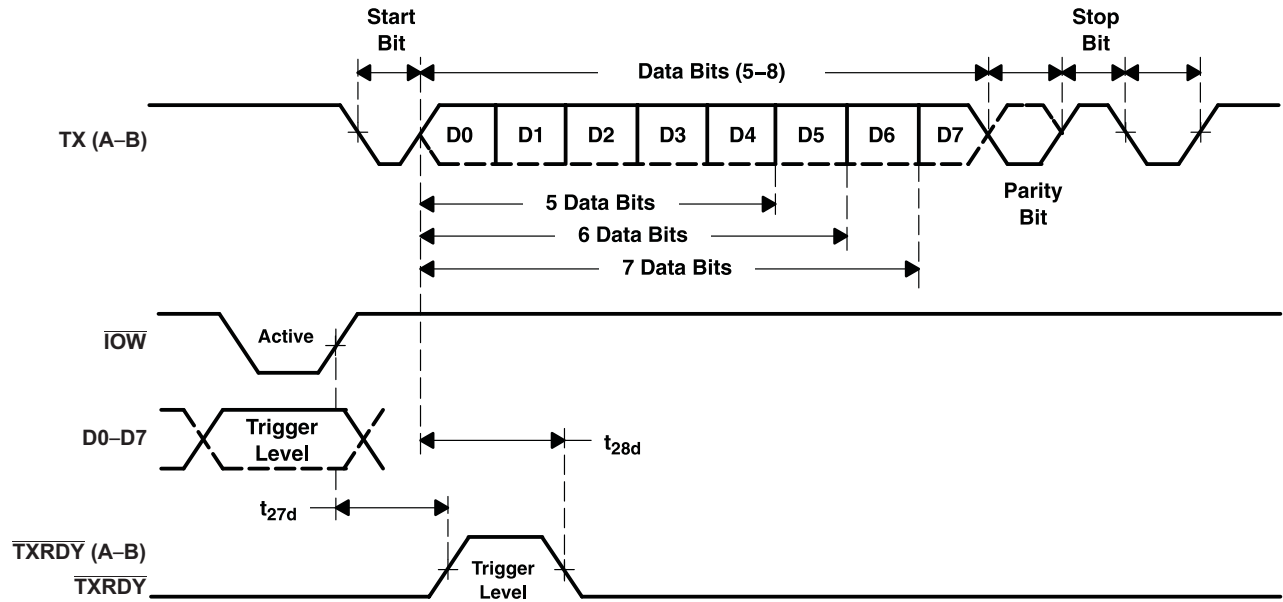 Start
Bit
Stop
Bit
Data Bits (5–8)
TX (A–B)
D0 D1 D2 D3 D4 D5 D6 D7
Parity
Bit
5 Data Bits
6 Data Bits
7 Data Bits
IOW
Active
D0–D7
Trigger
Level
t28d
t27d
TXRDY (A–B)
TXRDY
Trigger
Level